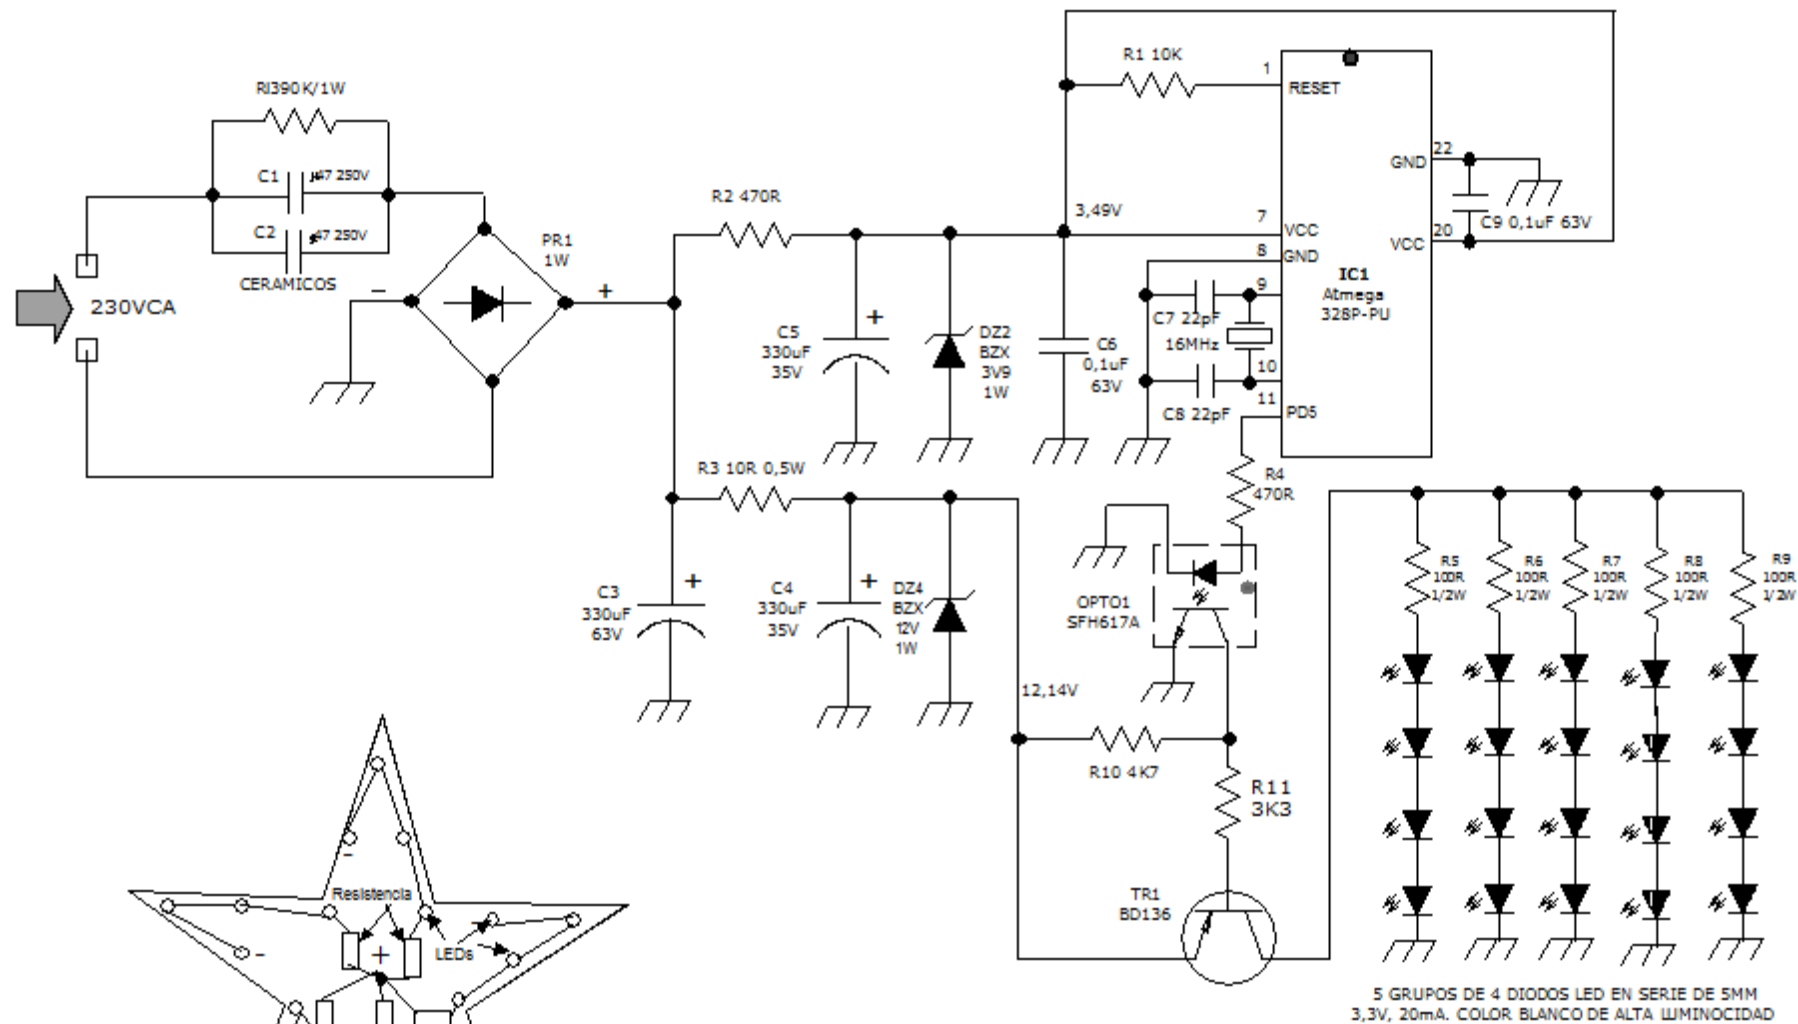 RI390K/1W
C1
µ47 250V
C2
µ47 250V
CERAMICOS
230VCA
PR1
1W
−
+
R2 470R
C5
330uF
35V
+
DZ2
BZX
3V9
1W
3,49V
C6
0,1uF
63V
R1 10K
1
RESET
22
GND
C9 0,1uF 63V
20
VCC
7
VCC
8
GND
IC1
Atmega
328P-PU
9
C7 22pF
16MHz
10
C8 22pF
11
PD5
R4
470R
R3 10R 0,5W
C3
330uF
63V
+
C4
330uF
35V
+
DZ4
BZX
12V
1W
OPTO1
SFH617A
12,14V
R10 4K7
R11
3K3
TR1
BD136
R5
100R
1/2W
R6
100R
1/2W
R7
100R
1/2W
R8
100R
1/2W
R9
100R
1/2W
5 GRUPOS DE 4 DIODOS LED EN SERIE DE 5MM
3,3V, 20mA. COLOR BLANCO DE ALTA LUMINOCIDAD
-
Resistencia
-
LEDs
-
+